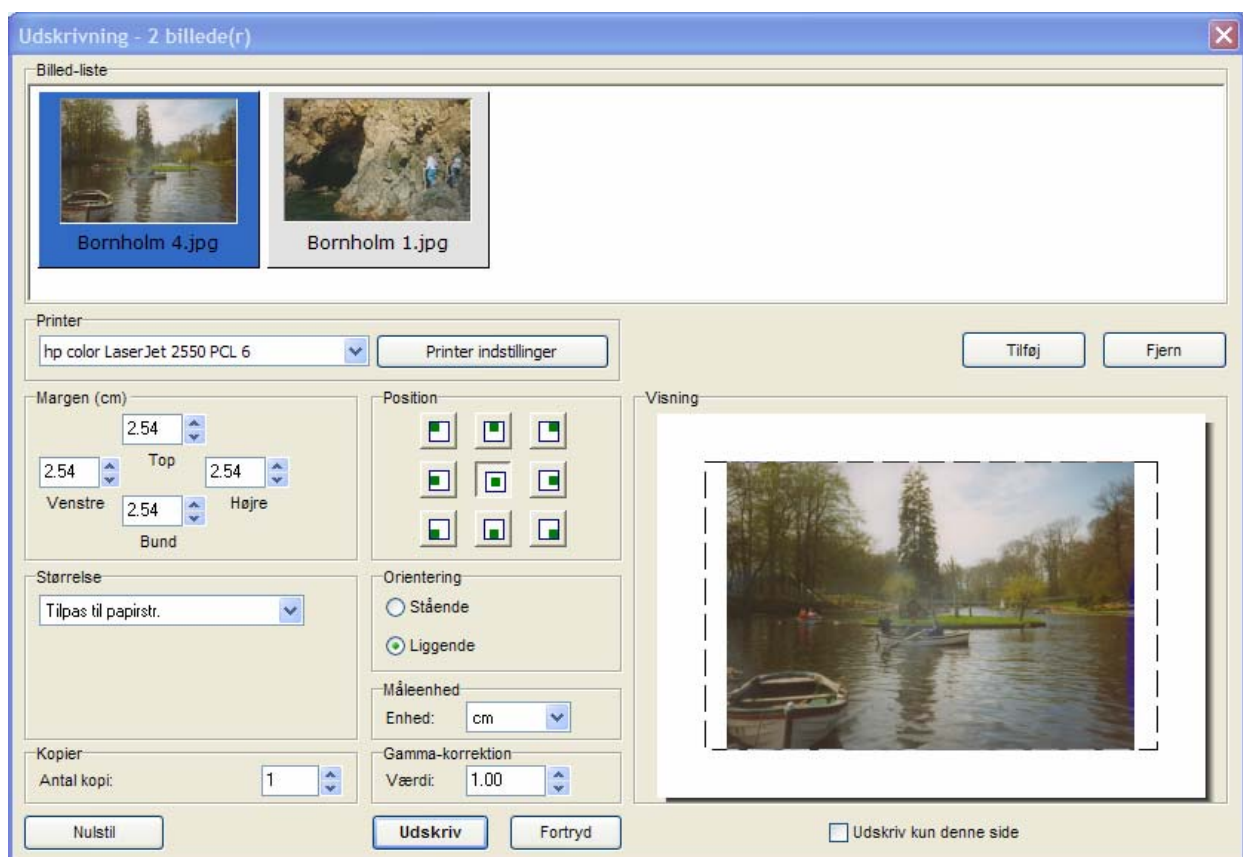 Udskrivning - 2 billede(r)
Billed-liste
Bornholm 4.jpg
Bornholm 1.jpg
Printer
hp color LaserJet 2550 PCL 6
Printer indstillinger
Tilføj
Fjern
Margen (cm)
2.54
Top
2.54
2.54
Venstre
Højre
2.54
Bund
Position
Visning
Størrelse
Tilpas til papirstr.
Orientering
Stående
Liggende
Måleenhed
Enhed: cm
Kopier
Antal kopi: 1
Gamma-korrektion
Værdi: 1.00
Nulstil
Udskriv
Fortryd
Udskriv kun denne side